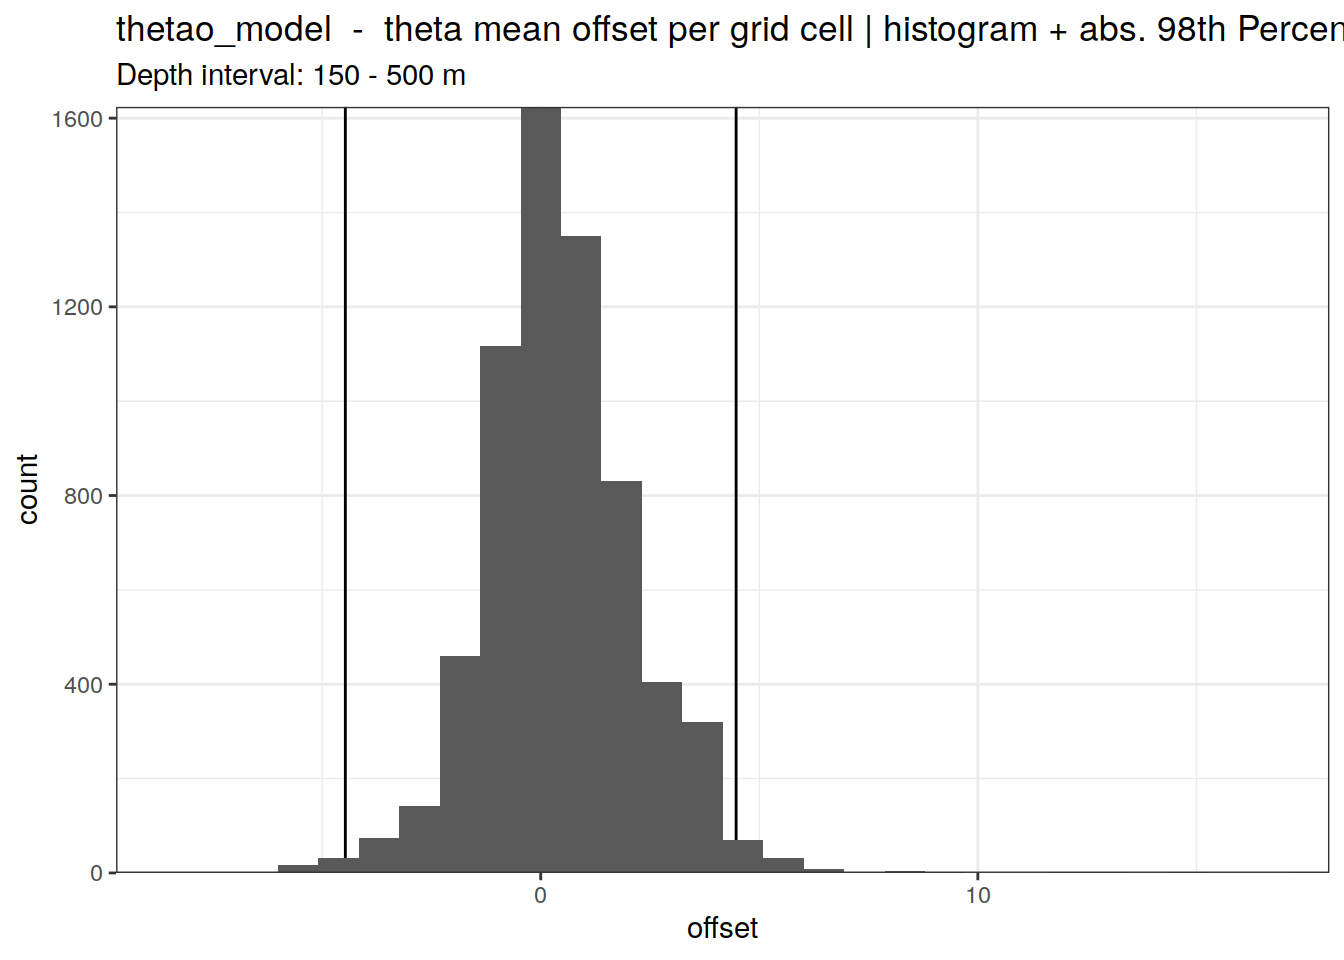 thetao_model - theta mean offset per grid cell | histogram + abs. 98th Percen
Depth interval: 150 - 500 m
1600
1200
800
400
0
count
0 10
offset